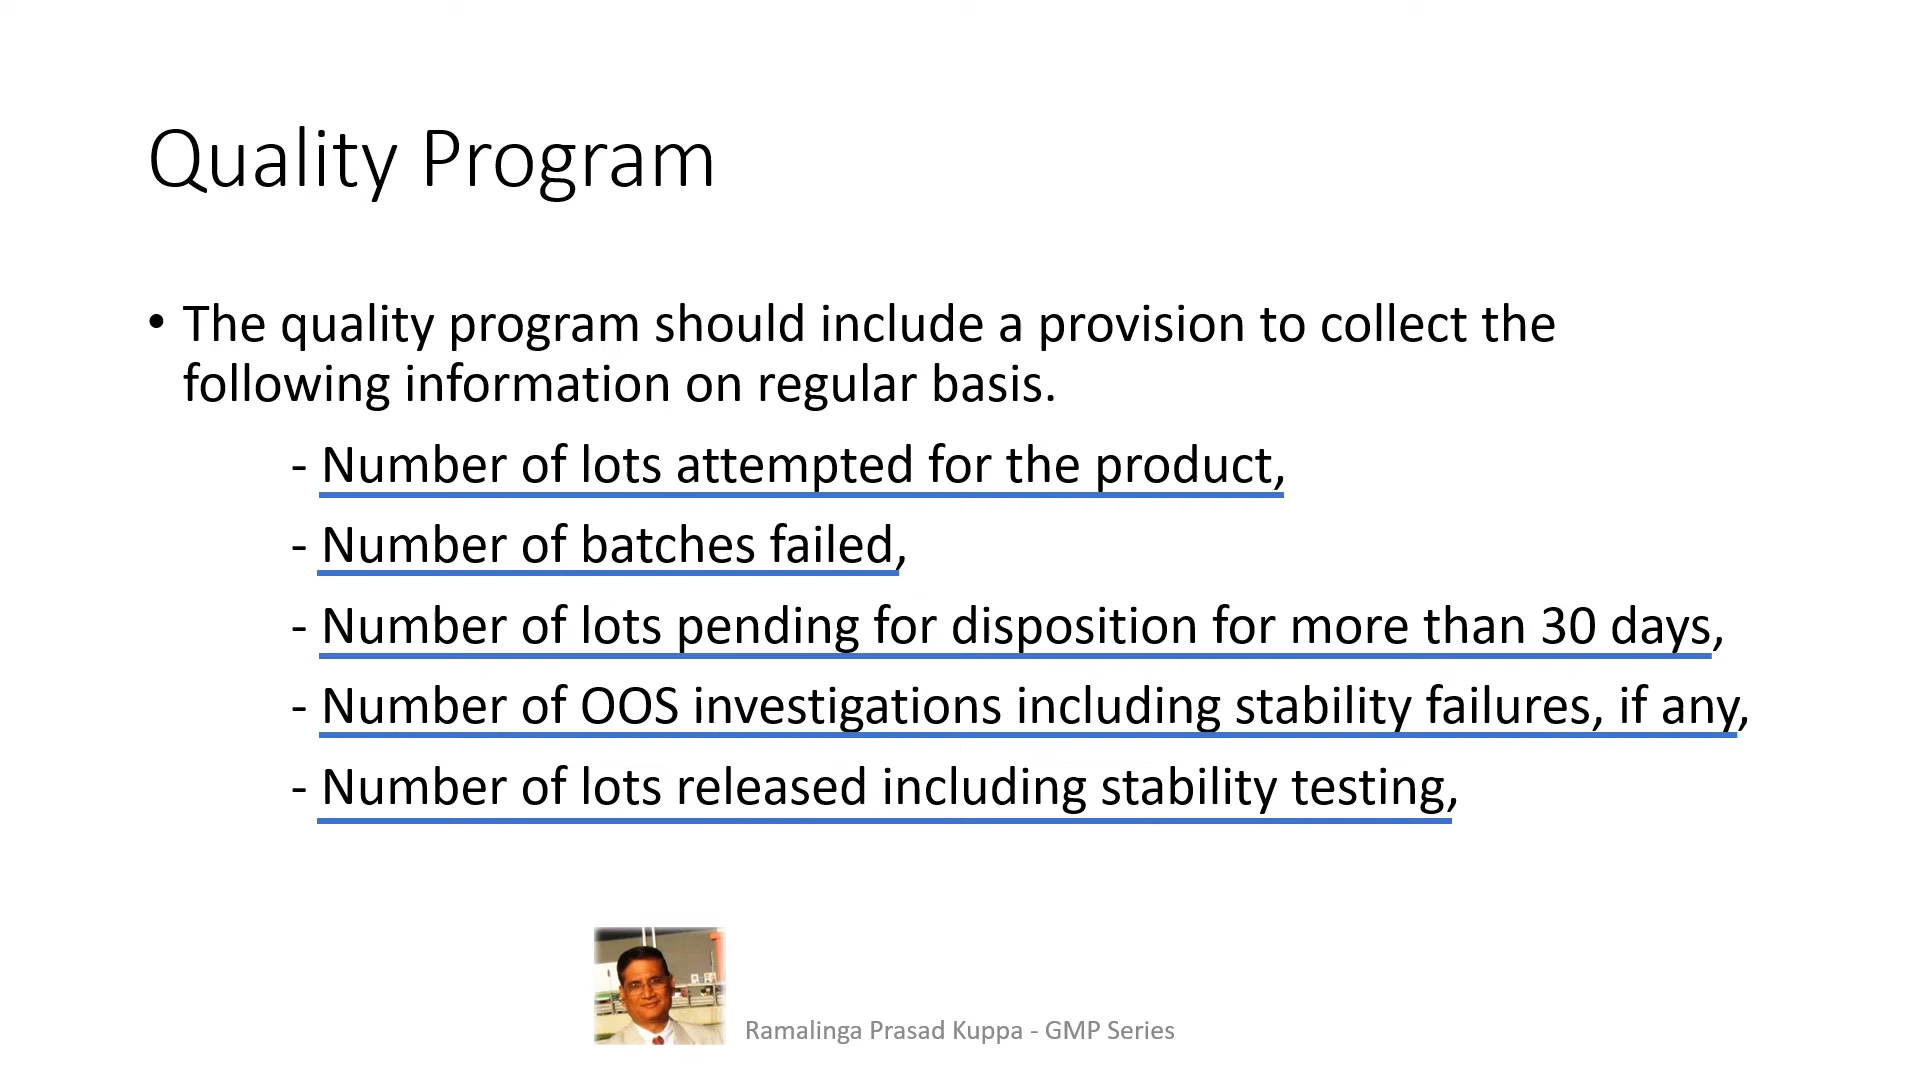 Quality Program
• The quality program should include a provision to collect the
following information on regular basis.
- Number of lots attempted for the product,
- Number of batches failed,
- Number of lots pending for disposition for more than 30 days,
- Number of OOS investigations including stability failures, if any,
- Number of lots released including stability testing,
Ramalinga Prasad Kuppa - GMP Series